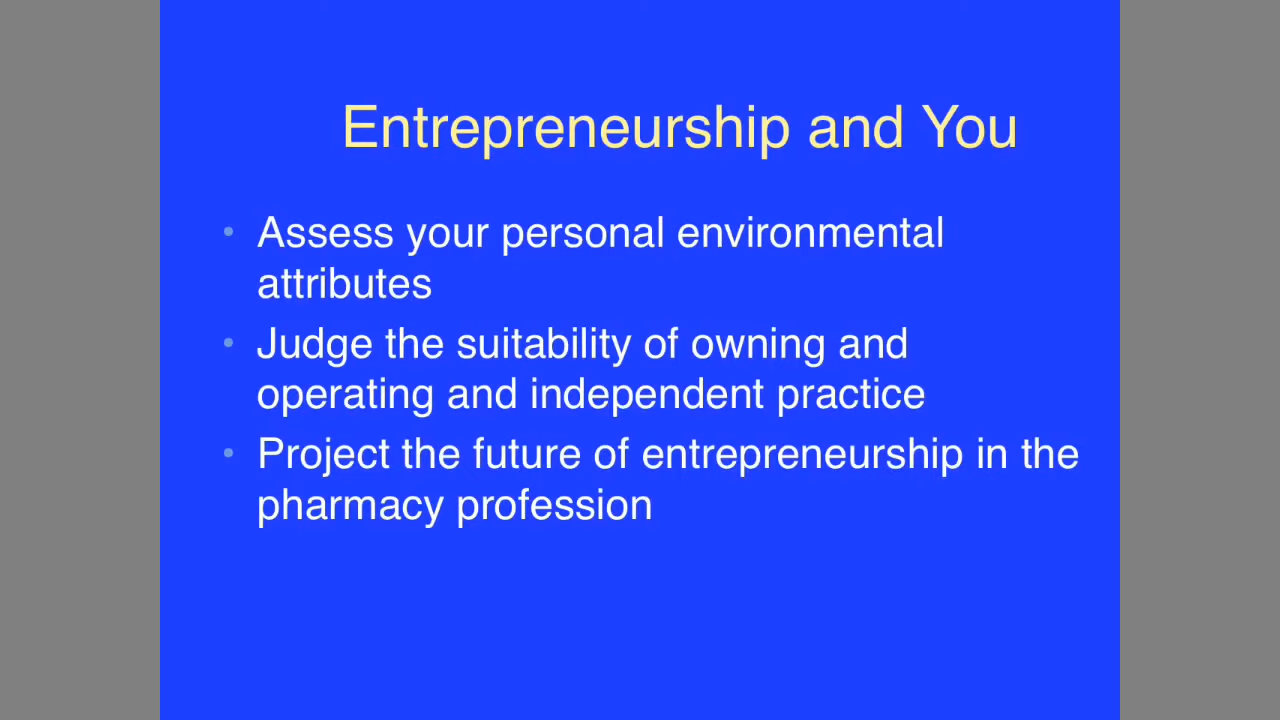 Entrepreneurship and You
• Assess your personal environmental
attributes
• Judge the suitability of owning and
operating and independent practice
• Project the future of entrepreneurship in the
pharmacy profession